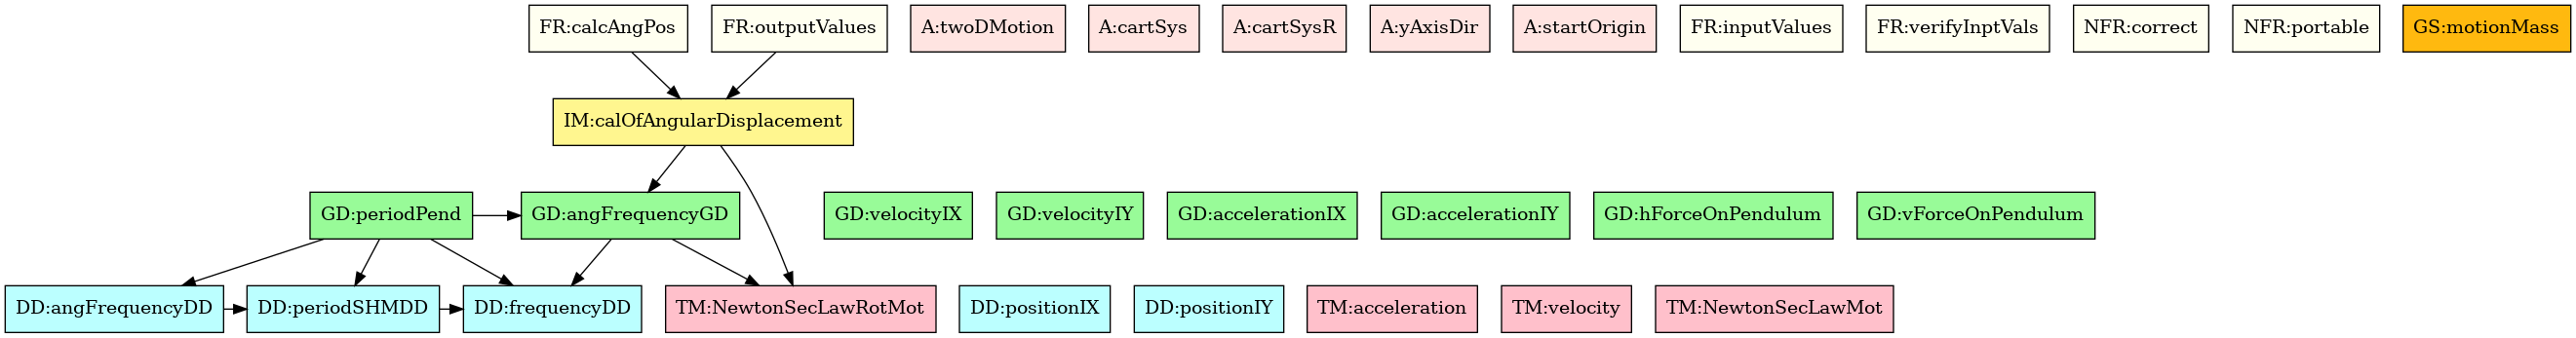 FR:calcAngPos
FR:outputValues
A:twoDMotion
A:cartSys
A:cartSysR
A:yAxisDir
A:startOrigin
FR:inputValues
FR:verifyInptVals
NFR:correct
NFR:portable
GS:motionMass
IM:calOfAngularDisplacement
GD:periodPend
GD:angFrequencyGD
GD:velocityIX
GD:velocityIY
GD:accelerationIX
GD:accelerationIY
GD:hForceOnPendulum
GD:vForceOnPendulum
DD:angFrequencyDD
DD:periodSHMDD
DD:frequencyDD
TM:NewtonSecLawRotMot
DD:positionIX
DD:positionIY
TM:acceleration
TM:velocity
TM:NewtonSecLawMot